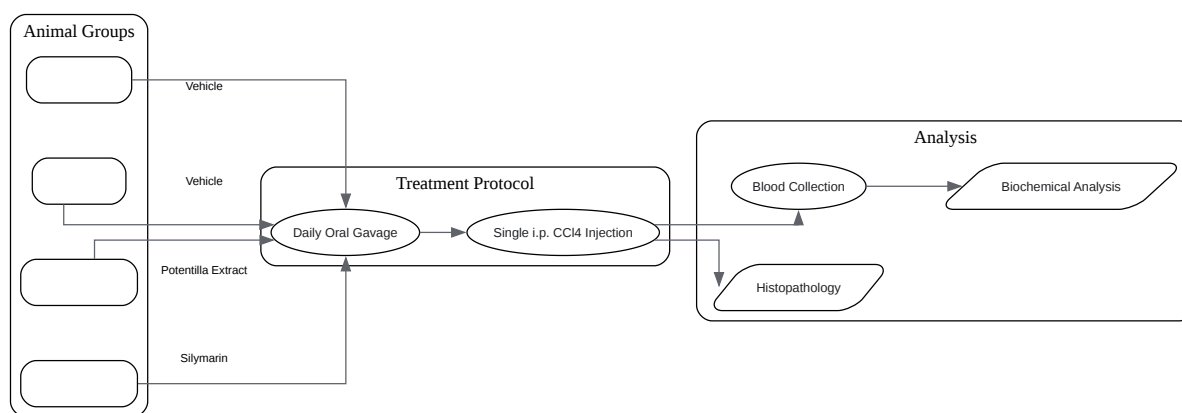 Animal Groups
Vehicle
Vehicle
Potentilla Extract
Silymarin
Treatment Protocol
Daily Oral Gavage
Single i.p. CCl4 Injection
Analysis
Blood Collection
Biochemical Analysis
Histopathology